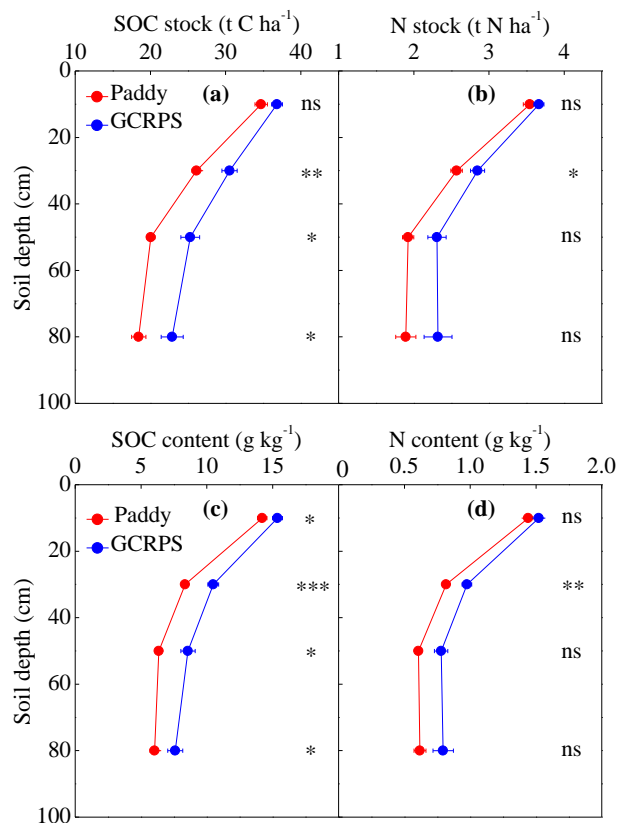 SOC stock (t C ha⁻¹) N stock (t N ha⁻¹)
10 20 30 40 1 2 3 4
0
Paddy (a) ns (b) ns
GCRPS
20
** *
40
* ns
60
80 * ns
100
Soil depth (cm)
SOC content (g kg⁻¹) N content (g kg⁻¹)
0 5 10 15 0 0.5 1.0 1.5 2.0
0
Paddy (c) * (d) ns
GCRPS
20
*** **
40
* ns
60
80 * ns
100
Soil depth (cm)